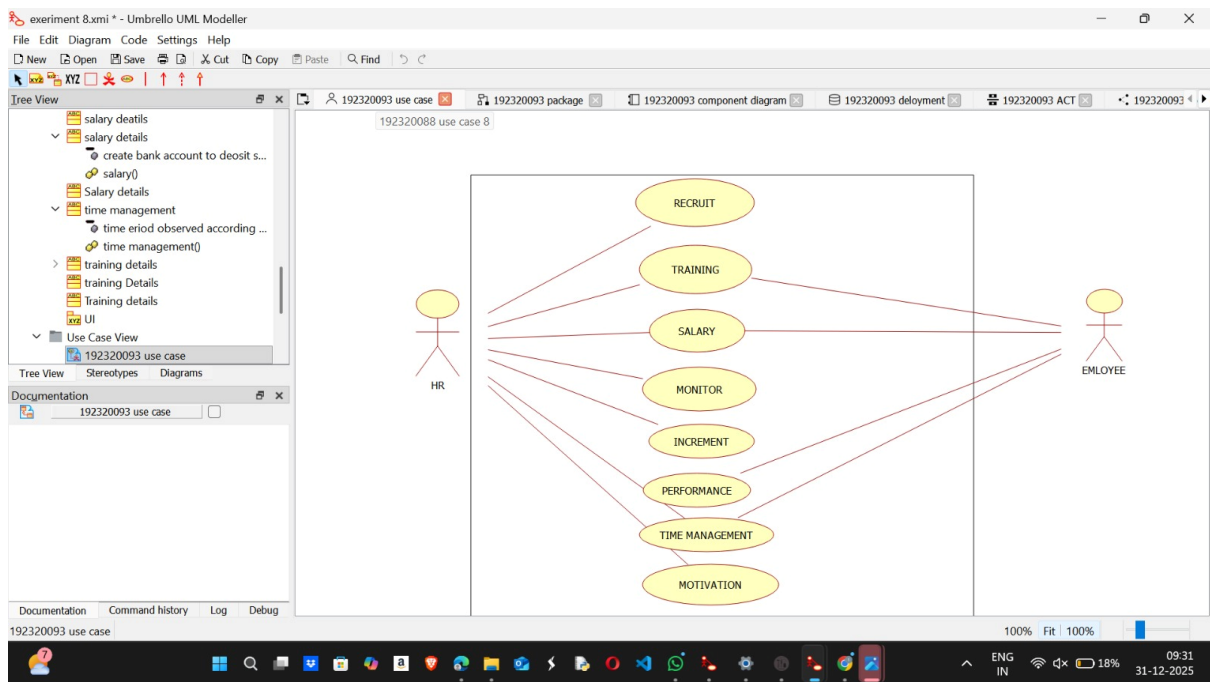 exeriment 8.xmi * - Umbrello UML Modeller
File Edit Diagram Code Settings Help
New Open Save Cut Copy Paste Find
XYZ XYZ
Tree View
192320093 use case 192320093 package 192320093 component diagram 192320093 deloyment 192320093 ACT 192320093
192320088 use case 8
salary deatils
salary details
create bank account to deosit s...
salary()
Salary details
time management
time eriod observed according ...
time management()
training details
training Details
Training details
UI
Use Case View
192320093 use case
Tree View Stereotypes Diagrams
Documentation
192320093 use case
RECRUIT
TRAINING
SALARY
MONITOR
INCREMENT
PERFORMANCE
TIME MANAGEMENT
MOTIVATION
HR
EMLOYEE
Documentation Command history Log Debug
192320093 use case
100% Fit 100%
7
ENG
IN
18%
09:31
31-12-2025